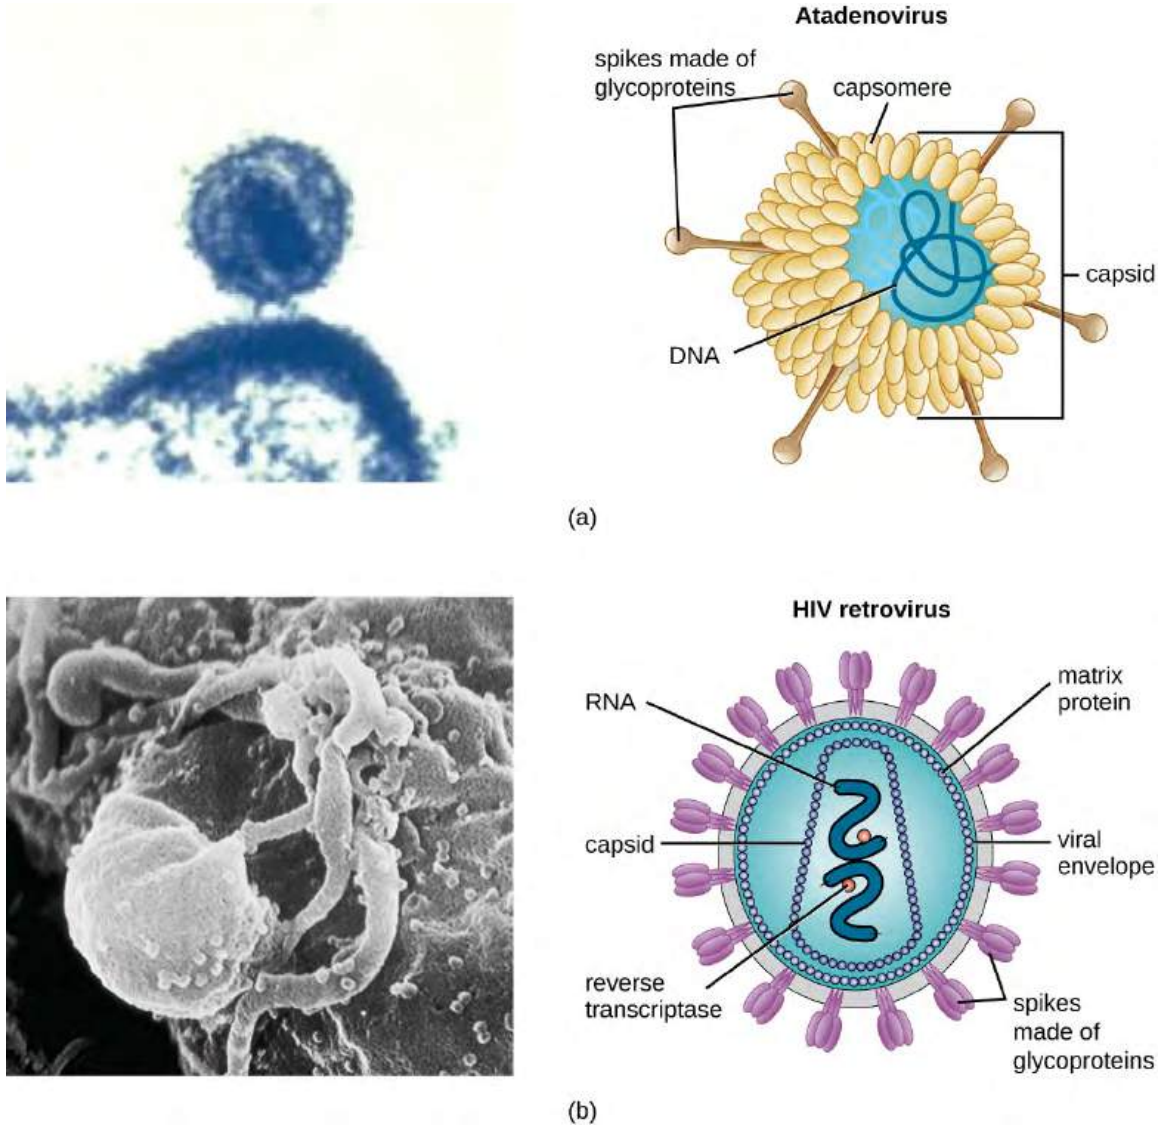 Atadenovirus
spikes made of
glycoproteins
capsomere
capsid
DNA
(a)
HIV retrovirus
RNA
matrix
protein
capsid
viral
envelope
reverse
transcriptase
spikes
made of
glycoproteins
(b)